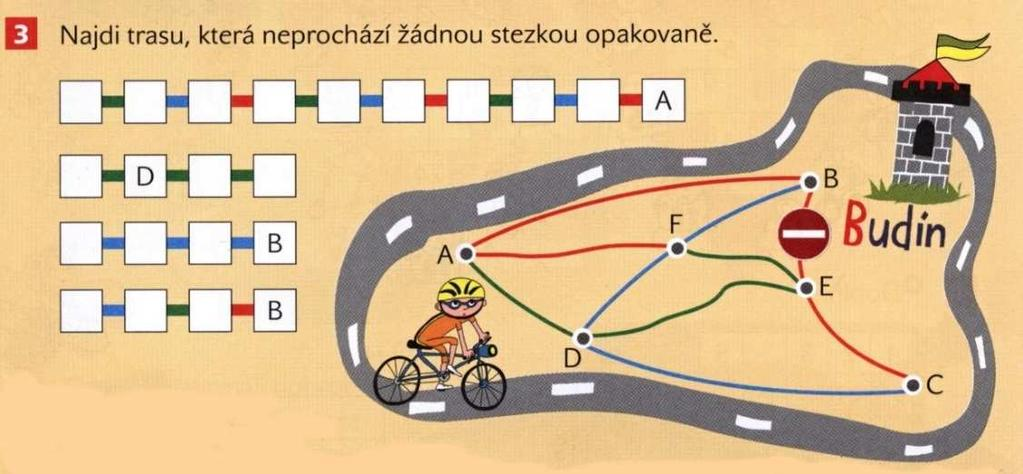 3 Najdi trasu, která neprochází žádnou stezkou opakovaně.
A
D
B
B
B
F
Budín
A
E
D
C